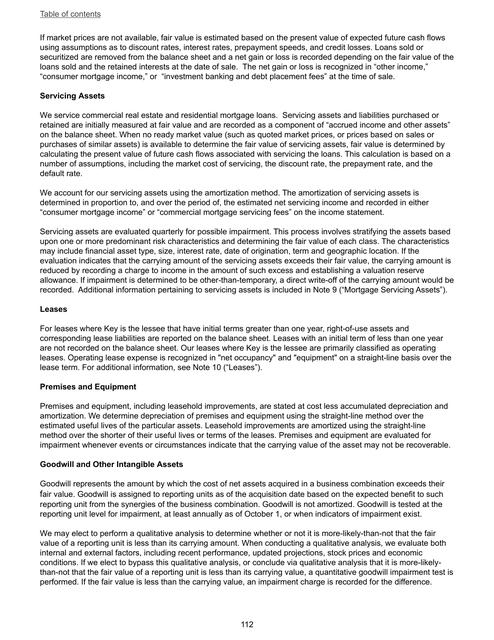 Table of contents
If market prices are not available, fair value is estimated based on the present value of expected future cash flows
using assumptions as to discount rates, interest rates, prepayment speeds, and credit losses. Loans sold or
securitized are removed from the balance sheet and a net gain or loss is recorded depending on the fair value of the
loans sold and the retained interests at the date of sale.  The net gain or loss is recognized in “other income,”
“consumer mortgage income,” or  “investment banking and debt placement fees” at the time of sale.
Servicing Assets
We service commercial real estate and residential mortgage loans.  Servicing assets and liabilities purchased or
retained are initially measured at fair value and are recorded as a component of “accrued income and other assets”
on the balance sheet. When no ready market value (such as quoted market prices, or prices based on sales or
purchases of similar assets) is available to determine the fair value of servicing assets, fair value is determined by
calculating the present value of future cash flows associated with servicing the loans. This calculation is based on a
number of assumptions, including the market cost of servicing, the discount rate, the prepayment rate, and the
default rate.
We account for our servicing assets using the amortization method. The amortization of servicing assets is
determined in proportion to, and over the period of, the estimated net servicing income and recorded in either
“consumer mortgage income” or “commercial mortgage servicing fees” on the income statement.
Servicing assets are evaluated quarterly for possible impairment. This process involves stratifying the assets based
upon one or more predominant risk characteristics and determining the fair value of each class. The characteristics
may include financial asset type, size, interest rate, date of origination, term and geographic location. If the
evaluation indicates that the carrying amount of the servicing assets exceeds their fair value, the carrying amount is
reduced by recording a charge to income in the amount of such excess and establishing a valuation reserve
allowance. If impairment is determined to be other-than-temporary, a direct write-off of the carrying amount would be
recorded.  Additional information pertaining to servicing assets is included in Note 9 (“Mortgage Servicing Assets”).
Leases
For leases where Key is the lessee that have initial terms greater than one year, right-of-use assets and
corresponding lease liabilities are reported on the balance sheet. Leases with an initial term of less than one year
are not recorded on the balance sheet. Our leases where Key is the lessee are primarily classified as operating
leases. Operating lease expense is recognized in "net occupancy" and "equipment" on a straight-line basis over the
lease term. For additional information, see Note 10 (“Leases”).
Premises and Equipment
Premises and equipment, including leasehold improvements, are stated at cost less accumulated depreciation and
amortization. We determine depreciation of premises and equipment using the straight-line method over the
estimated useful lives of the particular assets. Leasehold improvements are amortized using the straight-line
method over the shorter of their useful lives or terms of the leases. Premises and equipment are evaluated for
impairment whenever events or circumstances indicate that the carrying value of the asset may not be recoverable.
Goodwill and Other Intangible Assets
Goodwill represents the amount by which the cost of net assets acquired in a business combination exceeds their
fair value. Goodwill is assigned to reporting units as of the acquisition date based on the expected benefit to such
reporting unit from the synergies of the business combination. Goodwill is not amortized. Goodwill is tested at the
reporting unit level for impairment, at least annually as of October 1, or when indicators of impairment exist.
We may elect to perform a qualitative analysis to determine whether or not it is more-likely-than-not that the fair
value of a reporting unit is less than its carrying amount. When conducting a qualitative analysis, we evaluate both
internal and external factors, including recent performance, updated projections, stock prices and economic
conditions. If we elect to bypass this qualitative analysis, or conclude via qualitative analysis that it is more-likely-
than-not that the fair value of a reporting unit is less than its carrying value, a quantitative goodwill impairment test is
performed. If the fair value is less than the carrying value, an impairment charge is recorded for the difference.
112